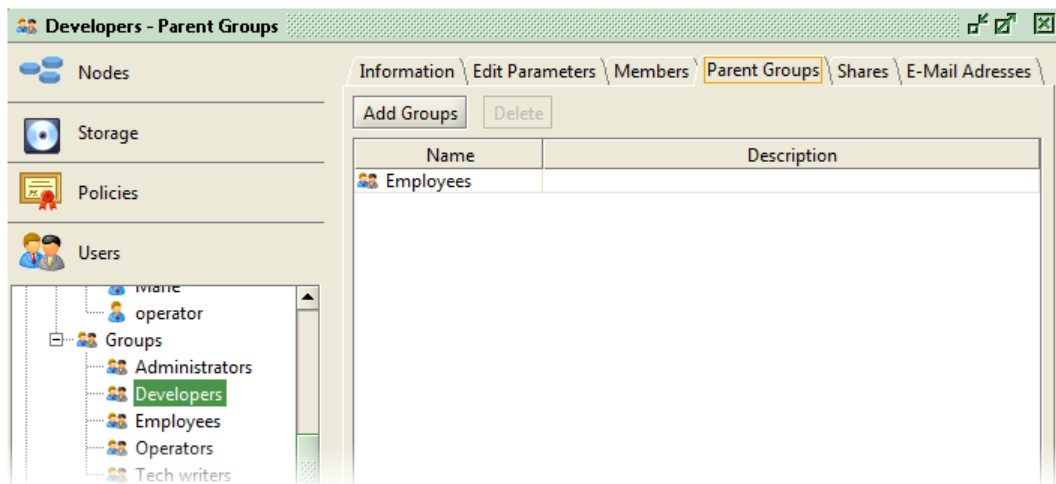 Developers - Parent Groups
Nodes
Storage
Policies
Users
Marie
operator
Groups
Administrators
Developers
Employees
Operators
Tech writers
Information Edit Parameters Members Parent Groups Shares E-Mail Adresses
Add Groups Delete
Name Description
Employees